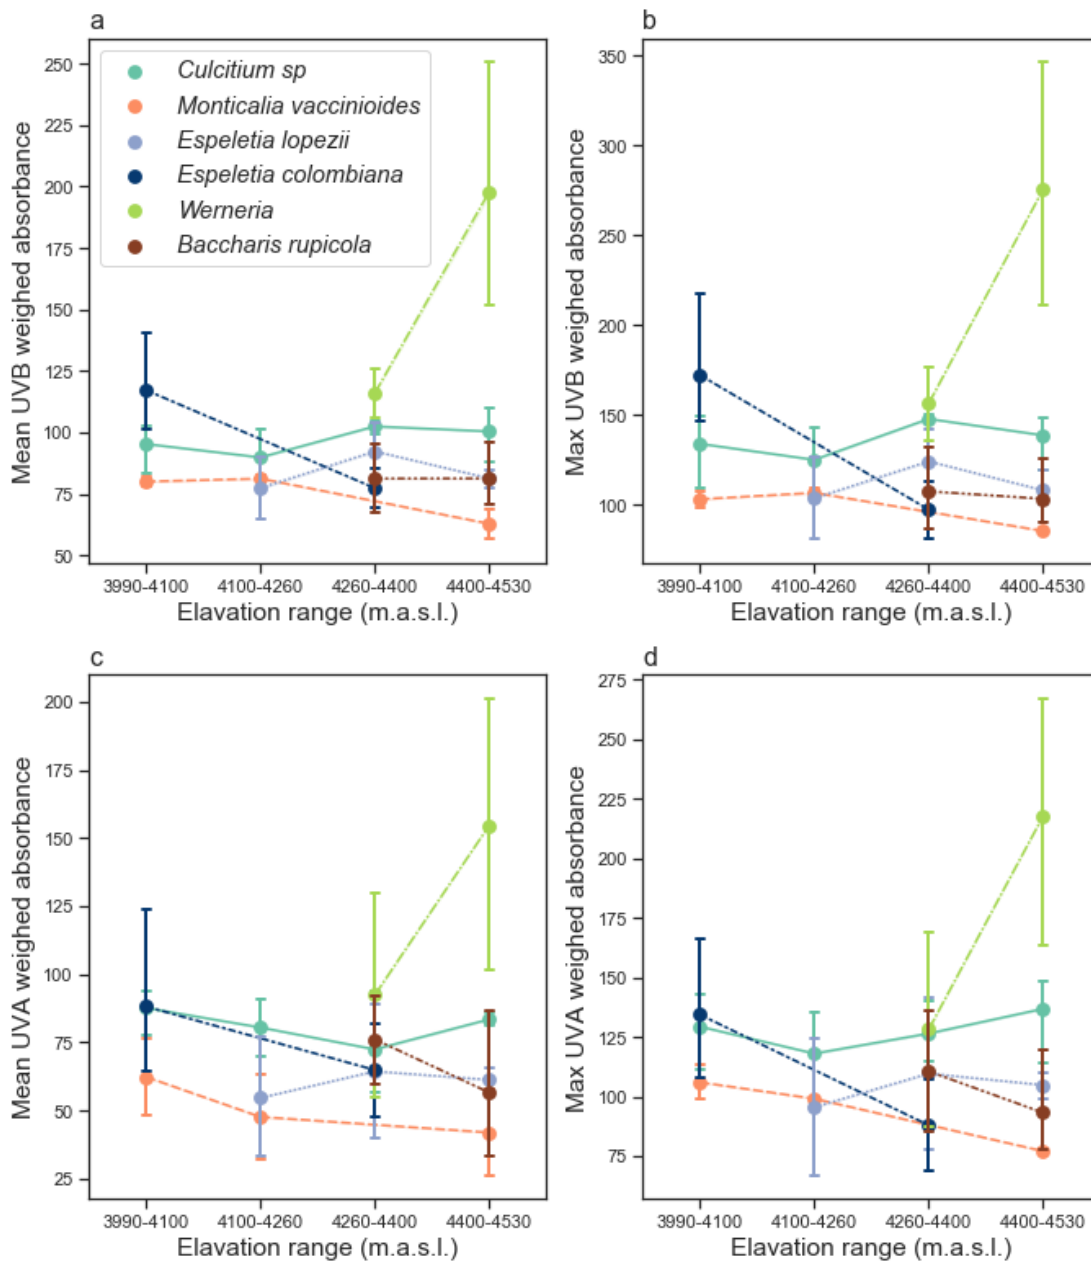 a
250
225
200
175
150
125
100
75
50
Mean UVB weighed absorbance
Culcitium sp
Monticalia vaccinioides
Espeletia lopezii
Espeletia colombiana
Werneria
Baccharis rupicola
3990-4100 4100-4260 4260-4400 4400-4530
Elavation range (m.a.s.l.)
b
350
300
250
200
150
100
Max UVB weighed absorbance
3990-4100 4100-4260 4260-4400 4400-4530
Elavation range (m.a.s.l.)
c
200
175
150
125
100
75
50
25
Mean UVA weighed absorbance
3990-4100 4100-4260 4260-4400 4400-4530
Elavation range (m.a.s.l.)
d
275
250
225
200
175
150
125
100
75
Max UVA weighed absorbance
3990-4100 4100-4260 4260-4400 4400-4530
Elavation range (m.a.s.l.)